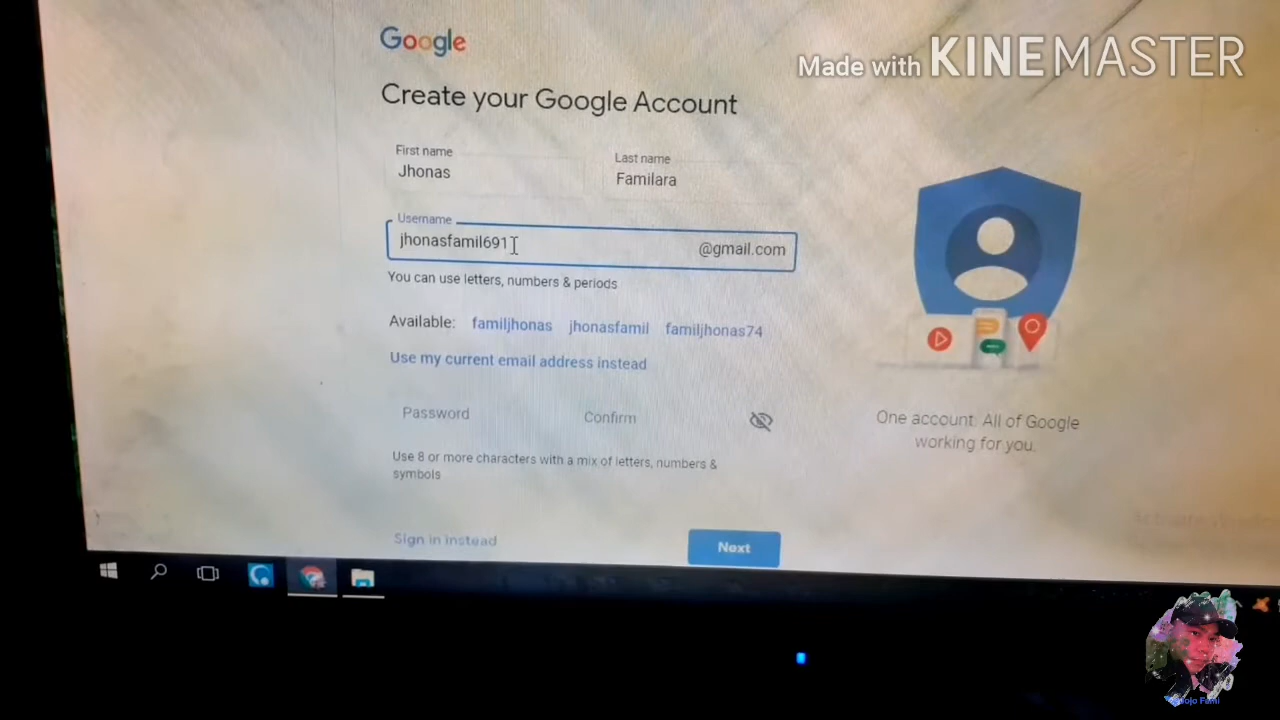 Google
Made with KINEMASTER
Create your Google Account
First name
Last name
Jhonas
Familara
Username
jhonasfamil691
@gmail.com
You can use letters, numbers & periods
Available: familjhonas jhonasfamil familjhonas74
Use my current email address instead
Password
Confirm
One account. All of Google
working for you.
Use 8 or more characters with a mix of letters, numbers &
symbols
Sign in instead
Next